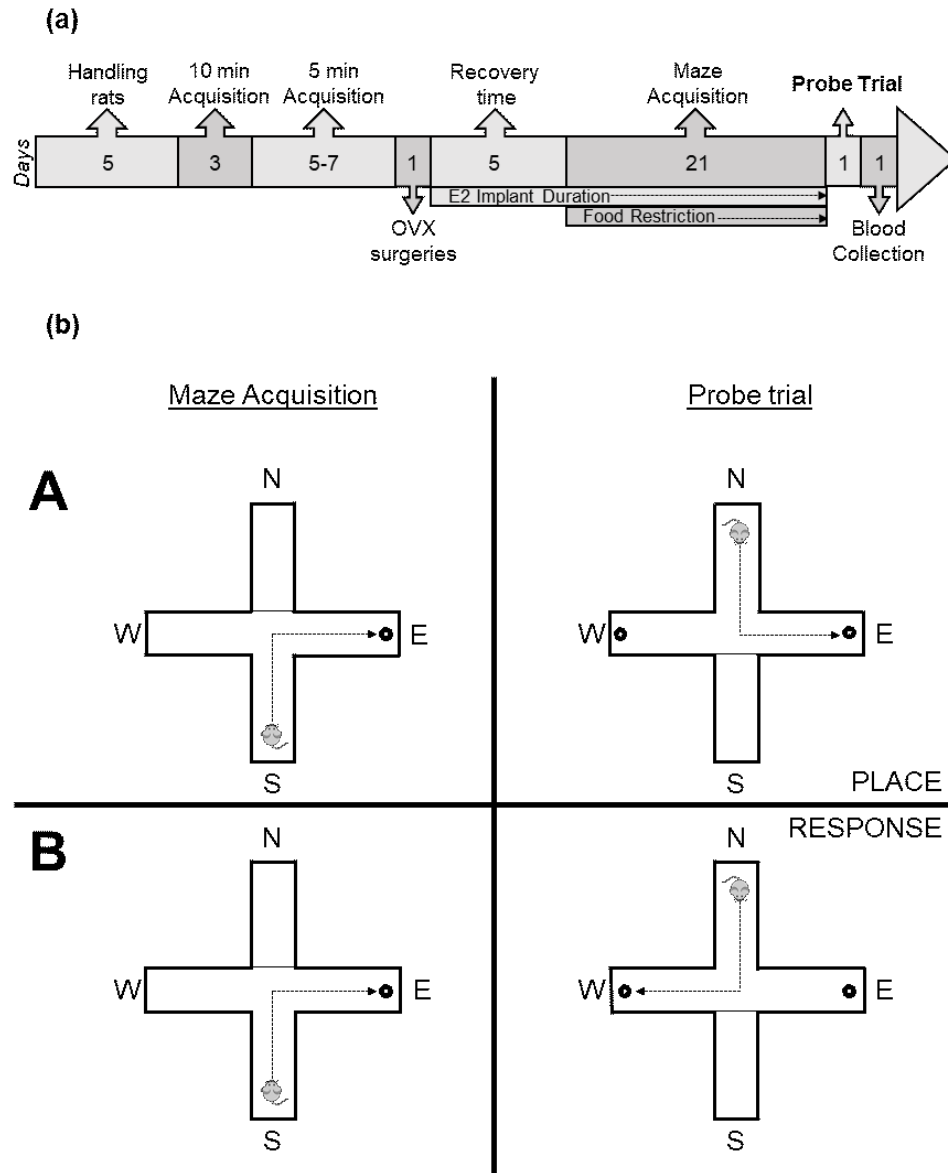 (a)
Handling
rats
10 min
Acquisition
5 min
Acquisition
Recovery
time
Maze
Acquisition
Probe Trial
Days
5
3
5-7
1
5
21
1
1
E2 Implant Duration
Food Restriction
OVX
surgeries
Blood
Collection
(b)
Maze Acquisition
Probe trial
A
N
W
E
S
N
W
E
S
PLACE
RESPONSE
B
N
W
E
S
N
W
E
S